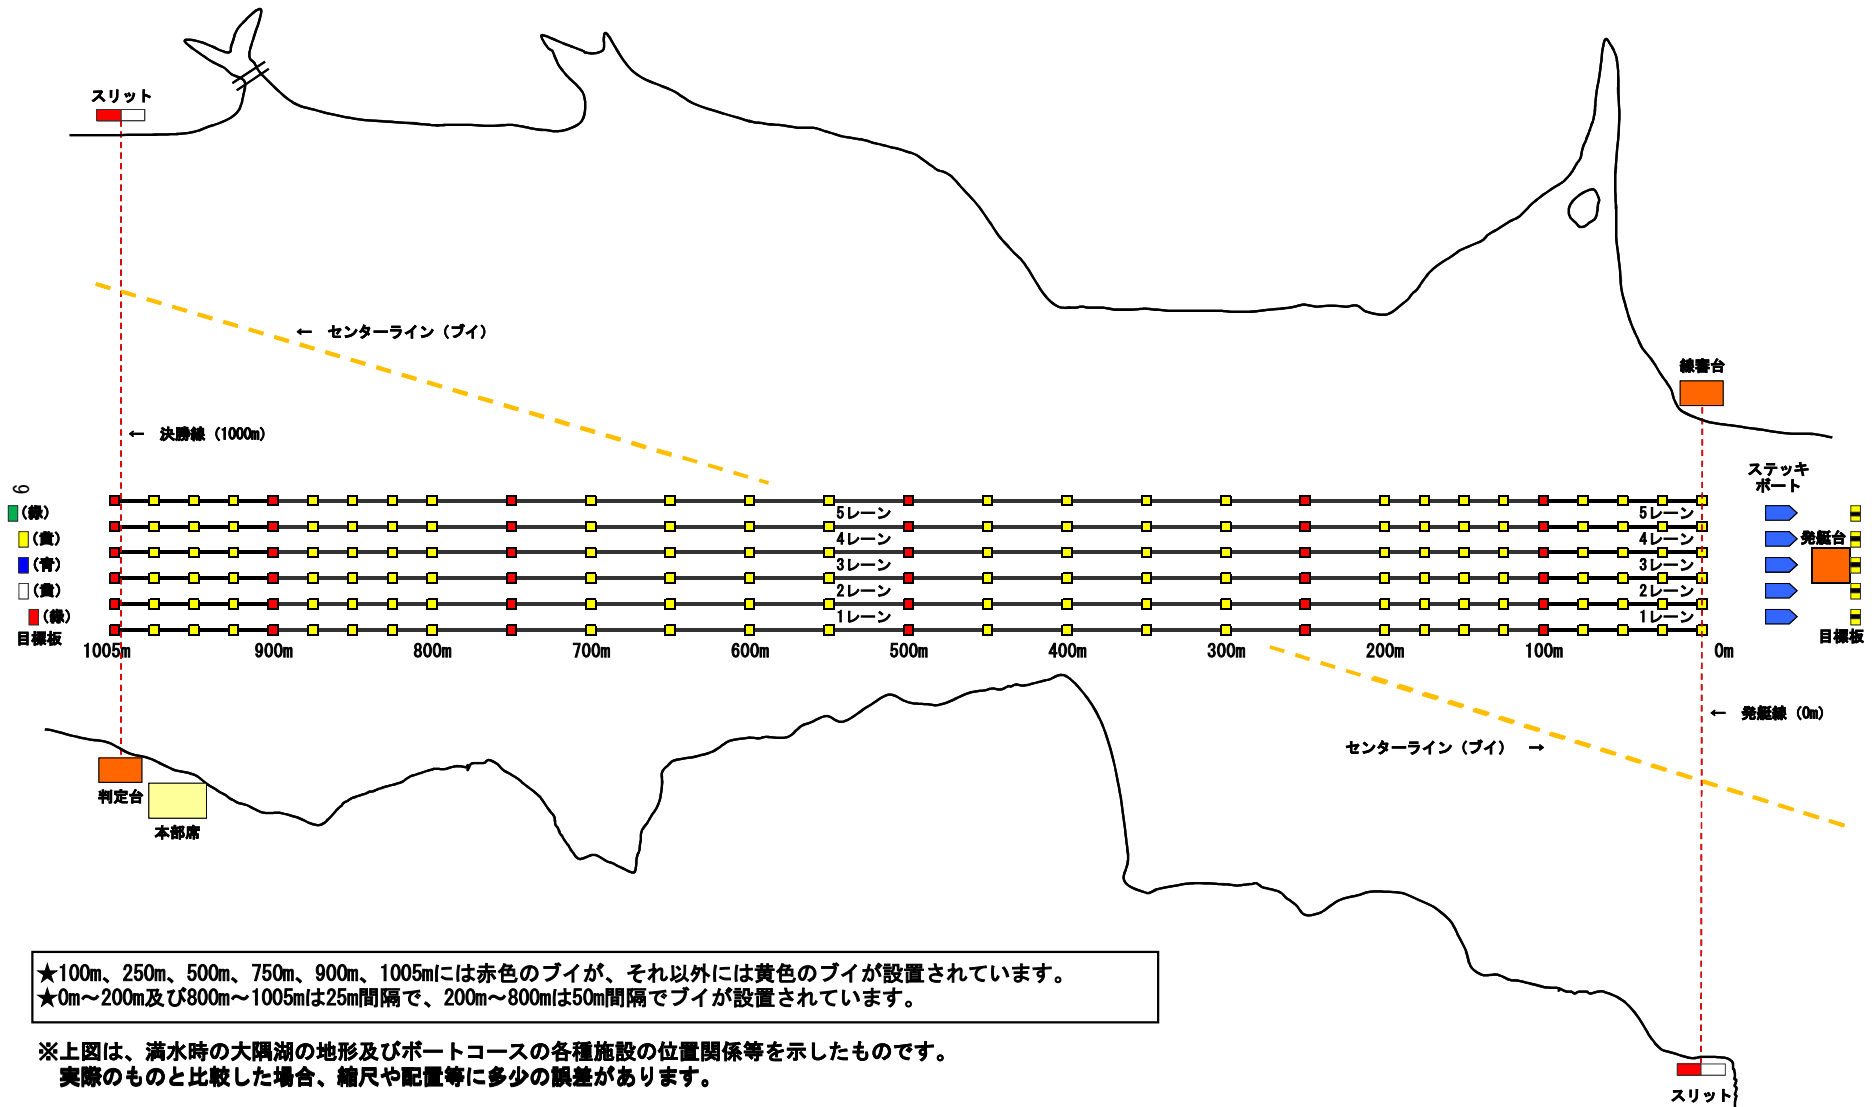 スリット
← センターライン（ブイ）
線審台
← 決勝線（1000m）
ステッキ
ボート
6
(緑)
5レーン
5レーン
(黄)
4レーン
4レーン
発艇台
(青)
3レーン
3レーン
(黄)
2レーン
2レーン
(緑)
1レーン
1レーン
目標板
目標板
1005m 900m 800m 700m 600m 500m 400m 300m 200m 100m 0m
← 発艇線（0m）
センターライン（ブイ） →
判定台
本部席
★100m、250m、500m、750m、900m、1005mには赤色のブイが、それ以外には黄色のブイが設置されています。
★0m～200m及び800m～1005mは25m間隔で、200m～800mは50m間隔でブイが設置されています。
※上図は、満水時の大隅湖の地形及びボートコースの各種施設の位置関係等を示したものです。
実際のものと比較した場合、縮尺や配置等に多少の誤差があります。
スリット